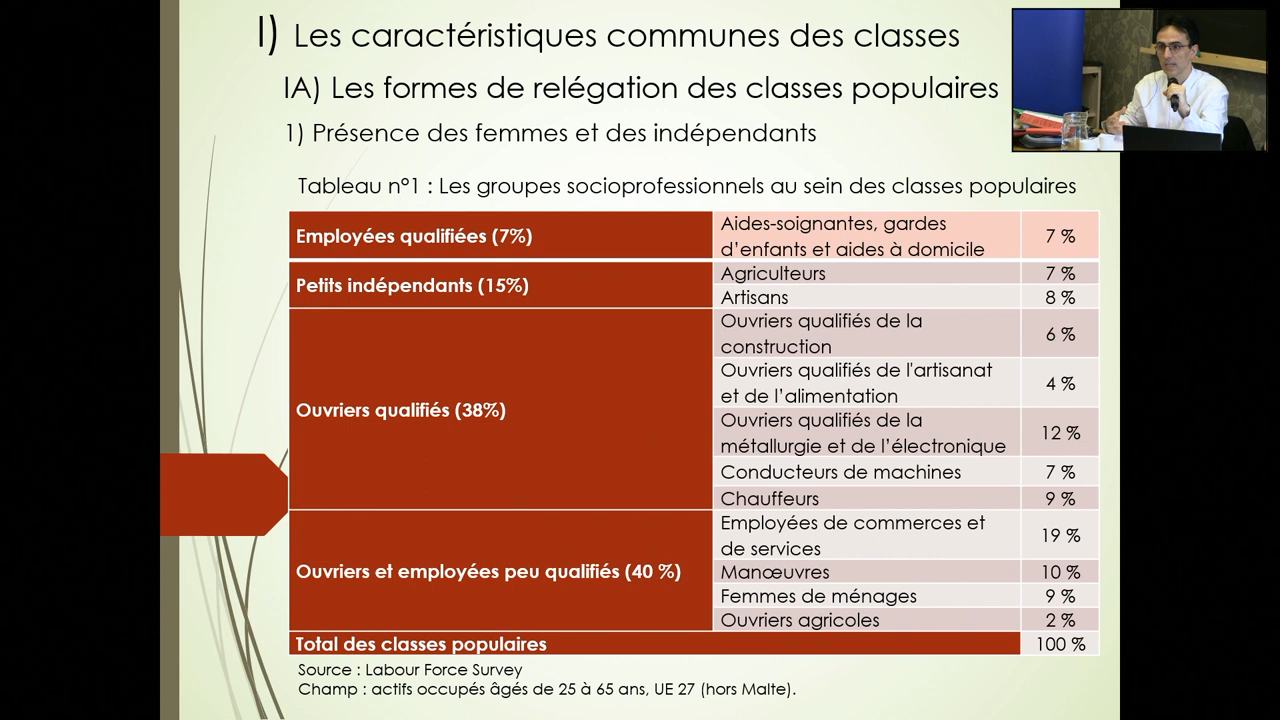 I) Les caractéristiques communes des classes
IA) Les formes de relégation des classes populaires
1) Présence des femmes et des indépendants
Tableau n°1 : Les groupes socioprofessionnels au sein des classes populaires
Employées qualifiées (7%)
Aides-soignantes, gardes
d’enfants et aides à domicile
7 %
Petits indépendants (15%)
Agriculteurs
7 %
Artisans
8 %
Ouvriers qualifiés (38%)
Ouvriers qualifiés de la
construction
6 %
Ouvriers qualifiés de l'artisanat
et de l’alimentation
4 %
Ouvriers qualifiés de la
métallurgie et de l’électronique
12 %
Conducteurs de machines
7 %
Chauffeurs
9 %
Ouvriers et employées peu qualifiés (40 %)
Employées de commerces et
de services
19 %
Manœuvres
10 %
Femmes de ménages
9 %
Ouvriers agricoles
2 %
Total des classes populaires
100 %
Source : Labour Force Survey
Champ : actifs occupés âgés de 25 à 65 ans, UE 27 (hors Malte).